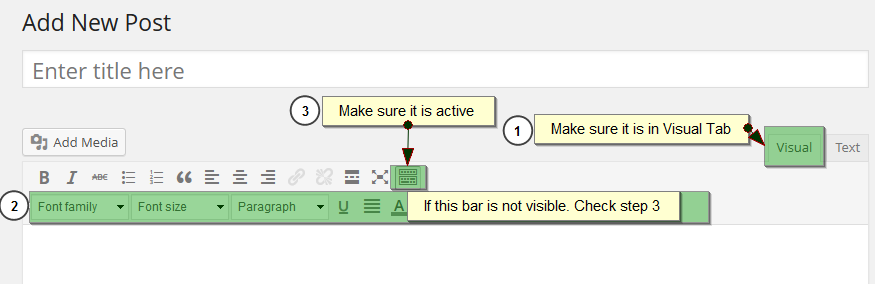 Add New Post
Enter title here
3 Make sure it is active
1 Make sure it is in Visual Tab
Add Media
Visual Text
B I ABC
2 Font family Font size Paragraph U A If this bar is not visible. Check step 3